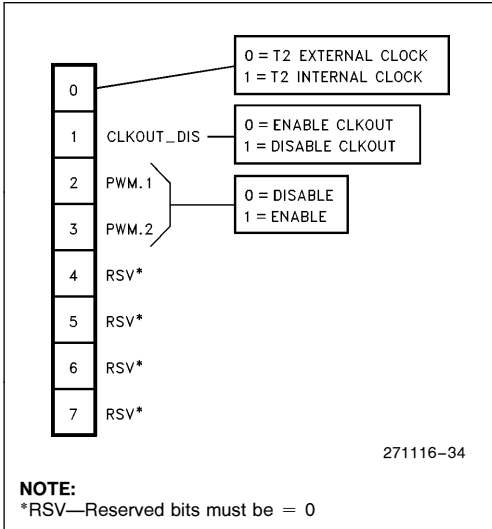 0 = T2 EXTERNAL CLOCK
1 = T2 INTERNAL CLOCK
0
1 CLKOUT_DIS
0 = ENABLE CLKOUT
1 = DISABLE CLKOUT
2 PWM.1
0 = DISABLE
1 = ENABLE
3 PWM.2
4 RSV*
5 RSV*
6 RSV*
7 RSV*
271116–34
NOTE:
*RSV—Reserved bits must be = 0